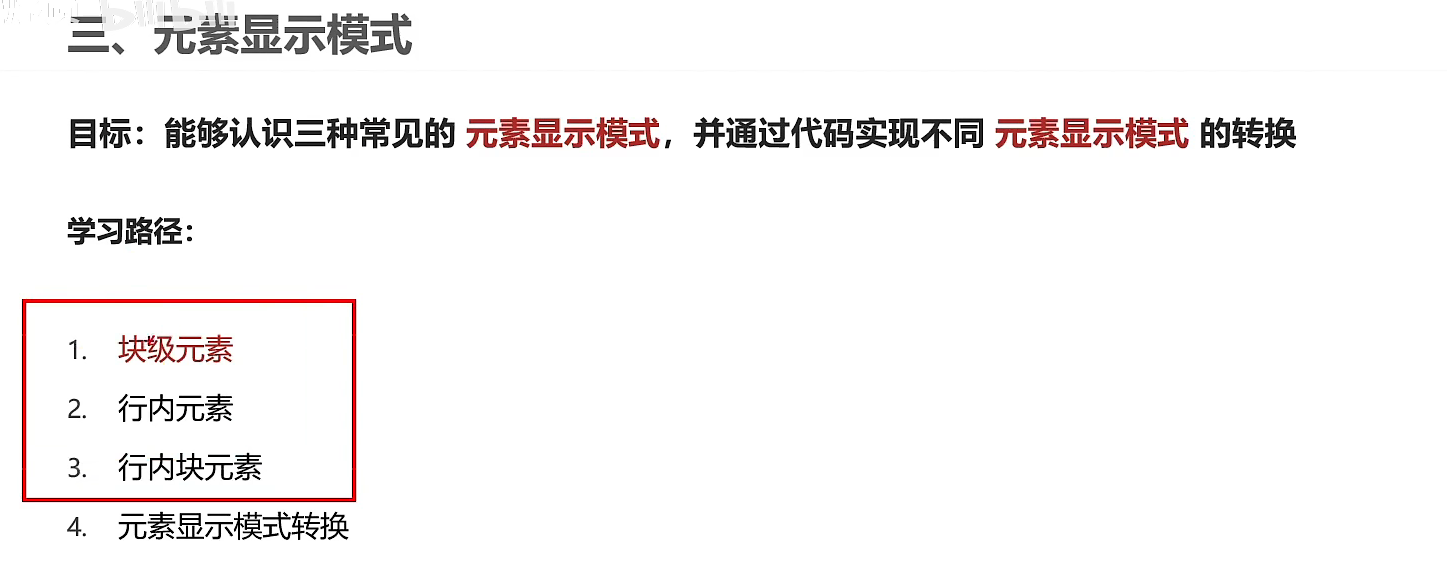 三、元素显示模式
目标：能够认识三种常见的 元素显示模式，并通过代码实现不同 元素显示模式 的转换
学习路径：
1. 块级元素
2. 行内元素
3. 行内块元素
4. 元素显示模式转换